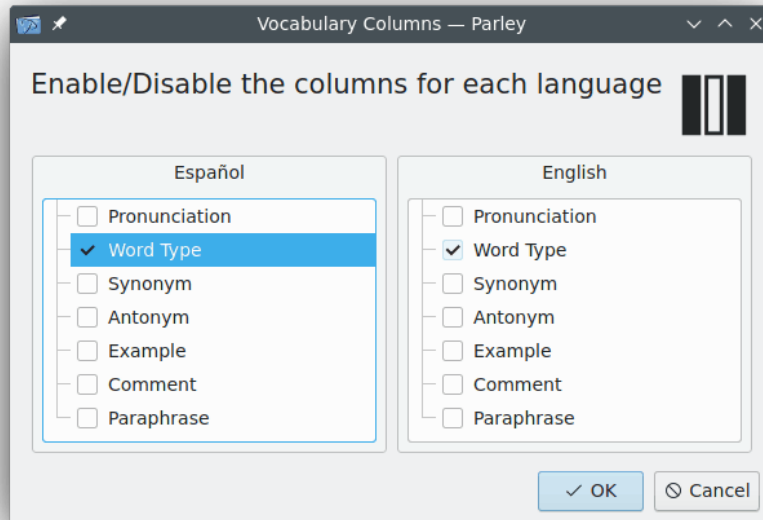 Vocabulary Columns — Parley
Enable/Disable the columns for each language
Español
Pronunciation
Word Type
Synonym
Antonym
Example
Comment
Paraphrase
English
Pronunciation
Word Type
Synonym
Antonym
Example
Comment
Paraphrase
OK
Cancel